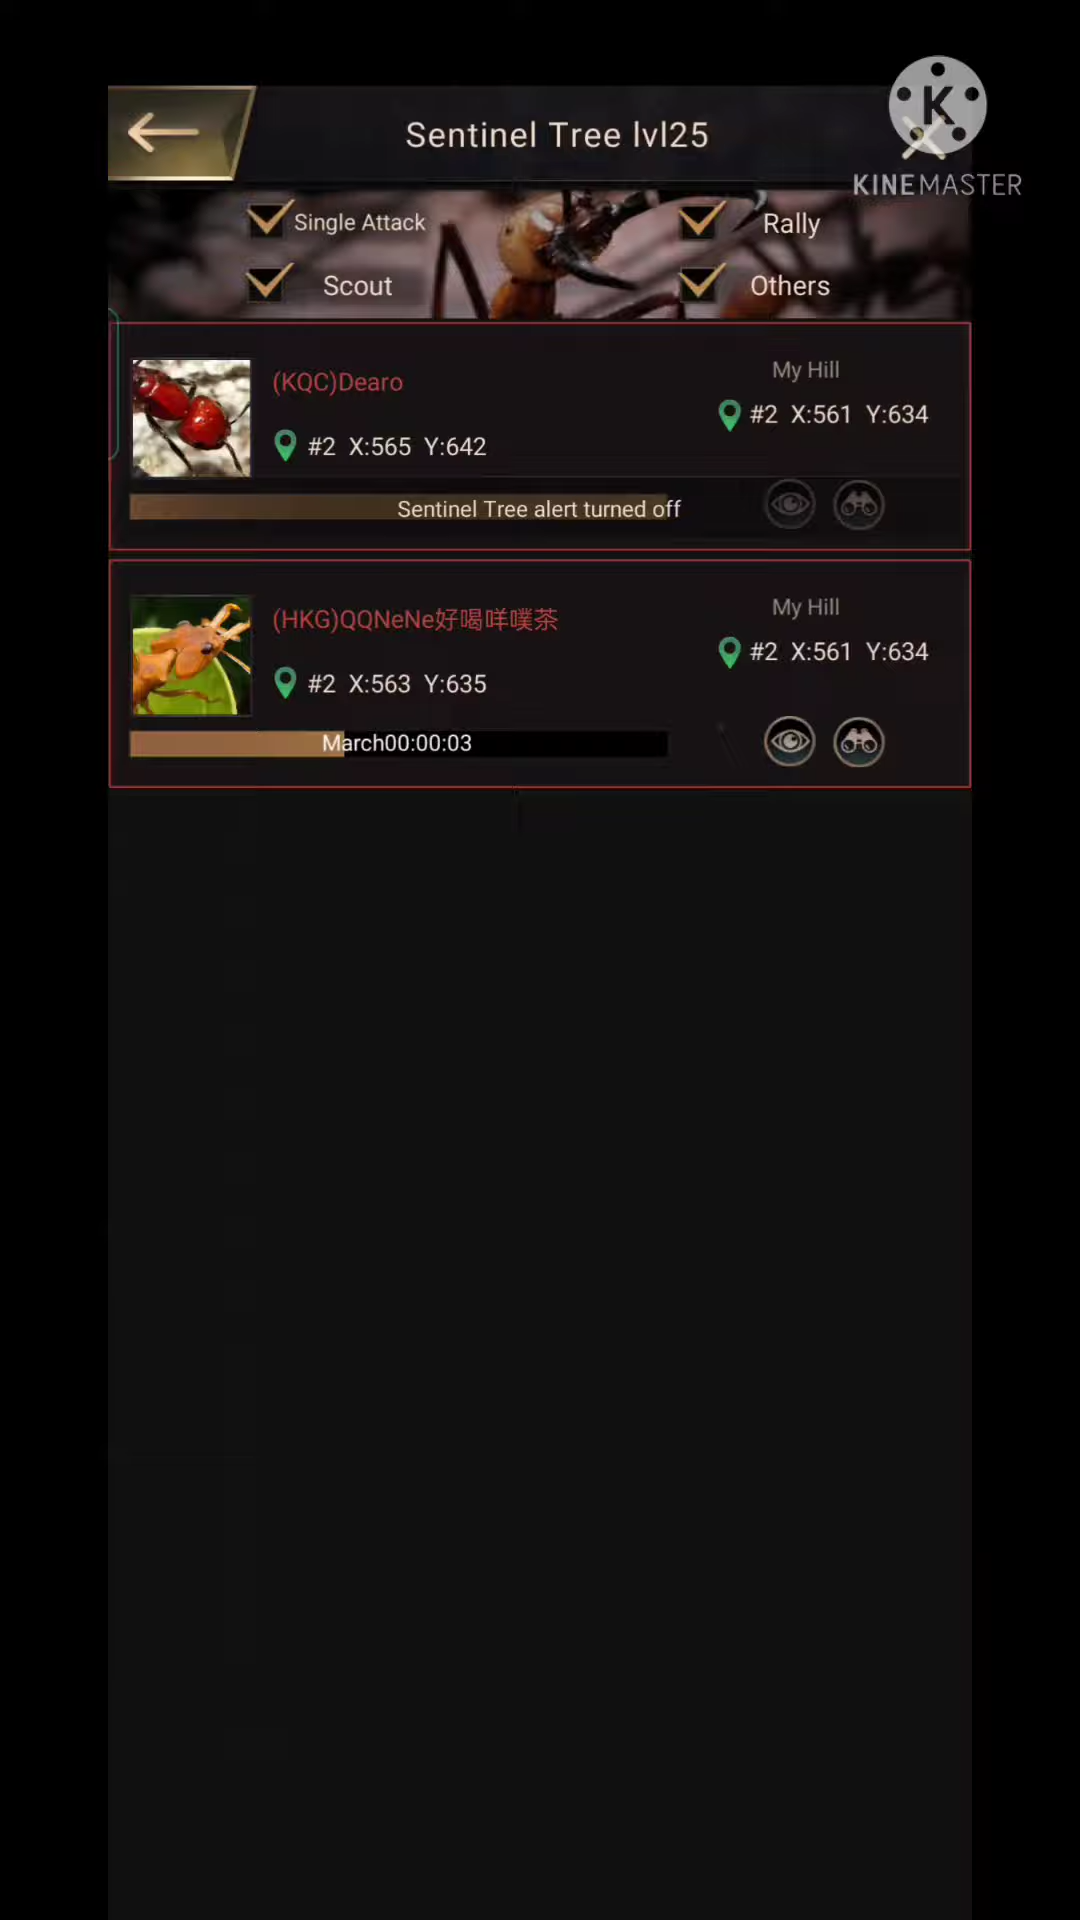 Sentinel Tree lvl25
KINEMASTER
Single Attack
Rally
Scout
Others
(KQC)Dearo
My Hill
#2 X:561 Y:634
#2 X:565 Y:642
Sentinel Tree alert turned off
(HKG)QQNeNe好喝咩噗茶
My Hill
#2 X:561 Y:634
#2 X:563 Y:635
March00:00:03